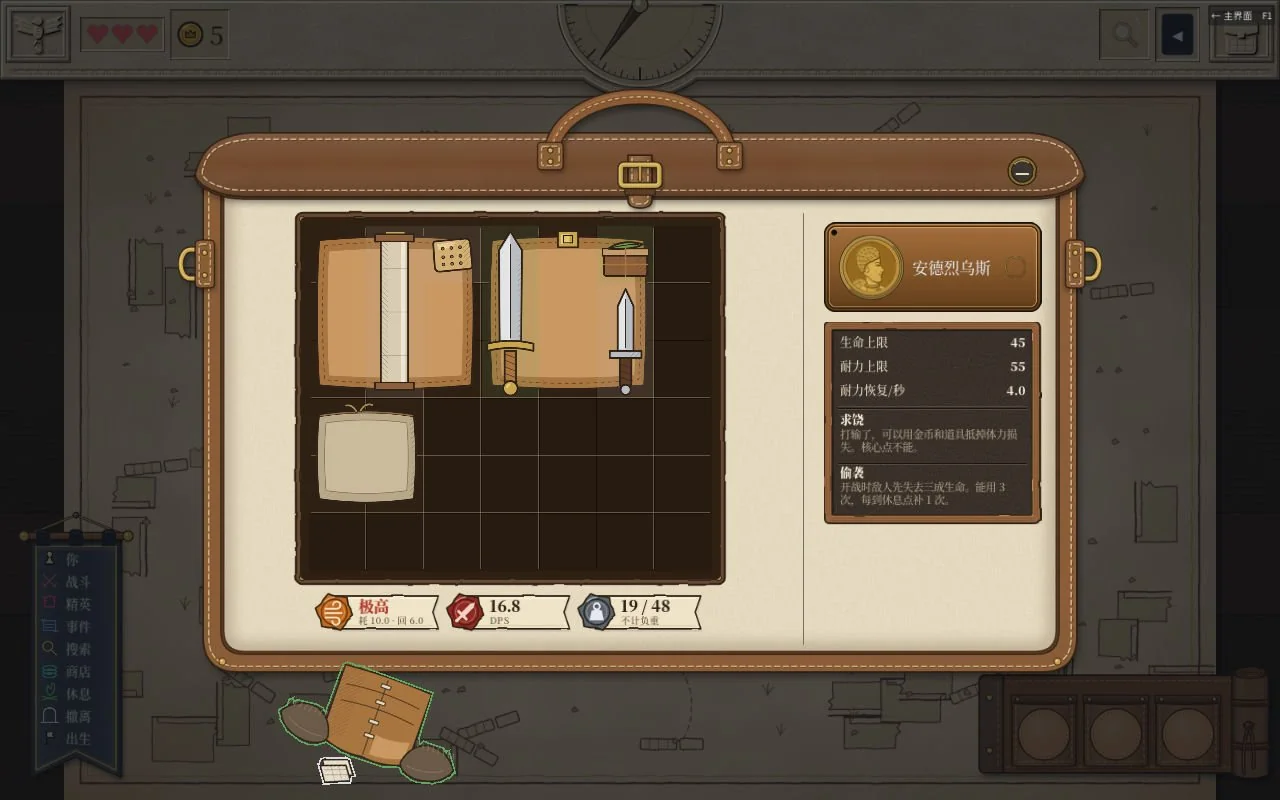 5
← 主界面 F1
安德烈乌斯
生命上限 45
耐力上限 55
耐力恢复/秒 4.0
求饶
打输了，可以用金币和道具抵掉体力损
失。核心点不能。
偷袭
开战时敌人先失去三成生命。能用 3
次，每到休息点补 1 次。
极高
耗 10.0 · 回 6.0
16.8
DPS
19 / 48
不计负重
你
战斗
精英
事件
搜索
商店
休息
撤离
出生